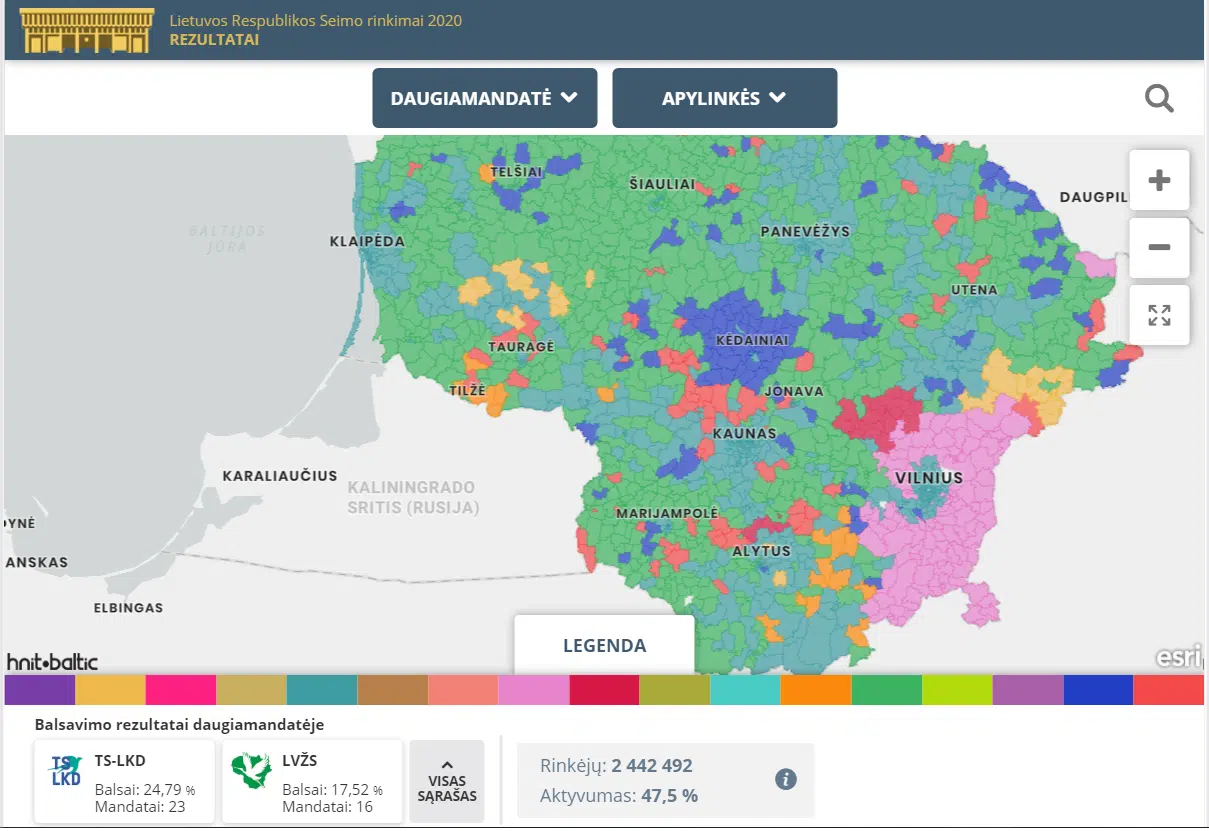 Lietuvos Respublikos Seimo rinkimai 2020
REZULTATAI
DAUGIAMANDATĖ
APYLINKĖS
TELŠIAI
ŠIAULIAI
DAUGPIL
BALTIJOS
JŪRA
KLAIPĖDA
PANEVĖŽYS
UTENA
KĖDAINIAI
TAURAGĖ
TILŽĖ
JONAVA
KAUNAS
KARALIAUČIUS
KALININGRADO
SRITIS (RUSIJA)
VILNIUS
MARIJAMPOLĖ
DYNĖ
ALYTUS
ANSKAS
ELBINGAS
LEGENDA
hnit•baltic
esri
Balsavimo rezultatai daugiamandatėje
TS
LKD
TS-LKD
Balsai: 24,79 %
Mandatai: 23
LVŽS
Balsai: 17,52 %
Mandatai: 16
VISAS
SĄRAŠAS
Rinkėjų: 2 442 492
Aktyvumas: 47,5 %